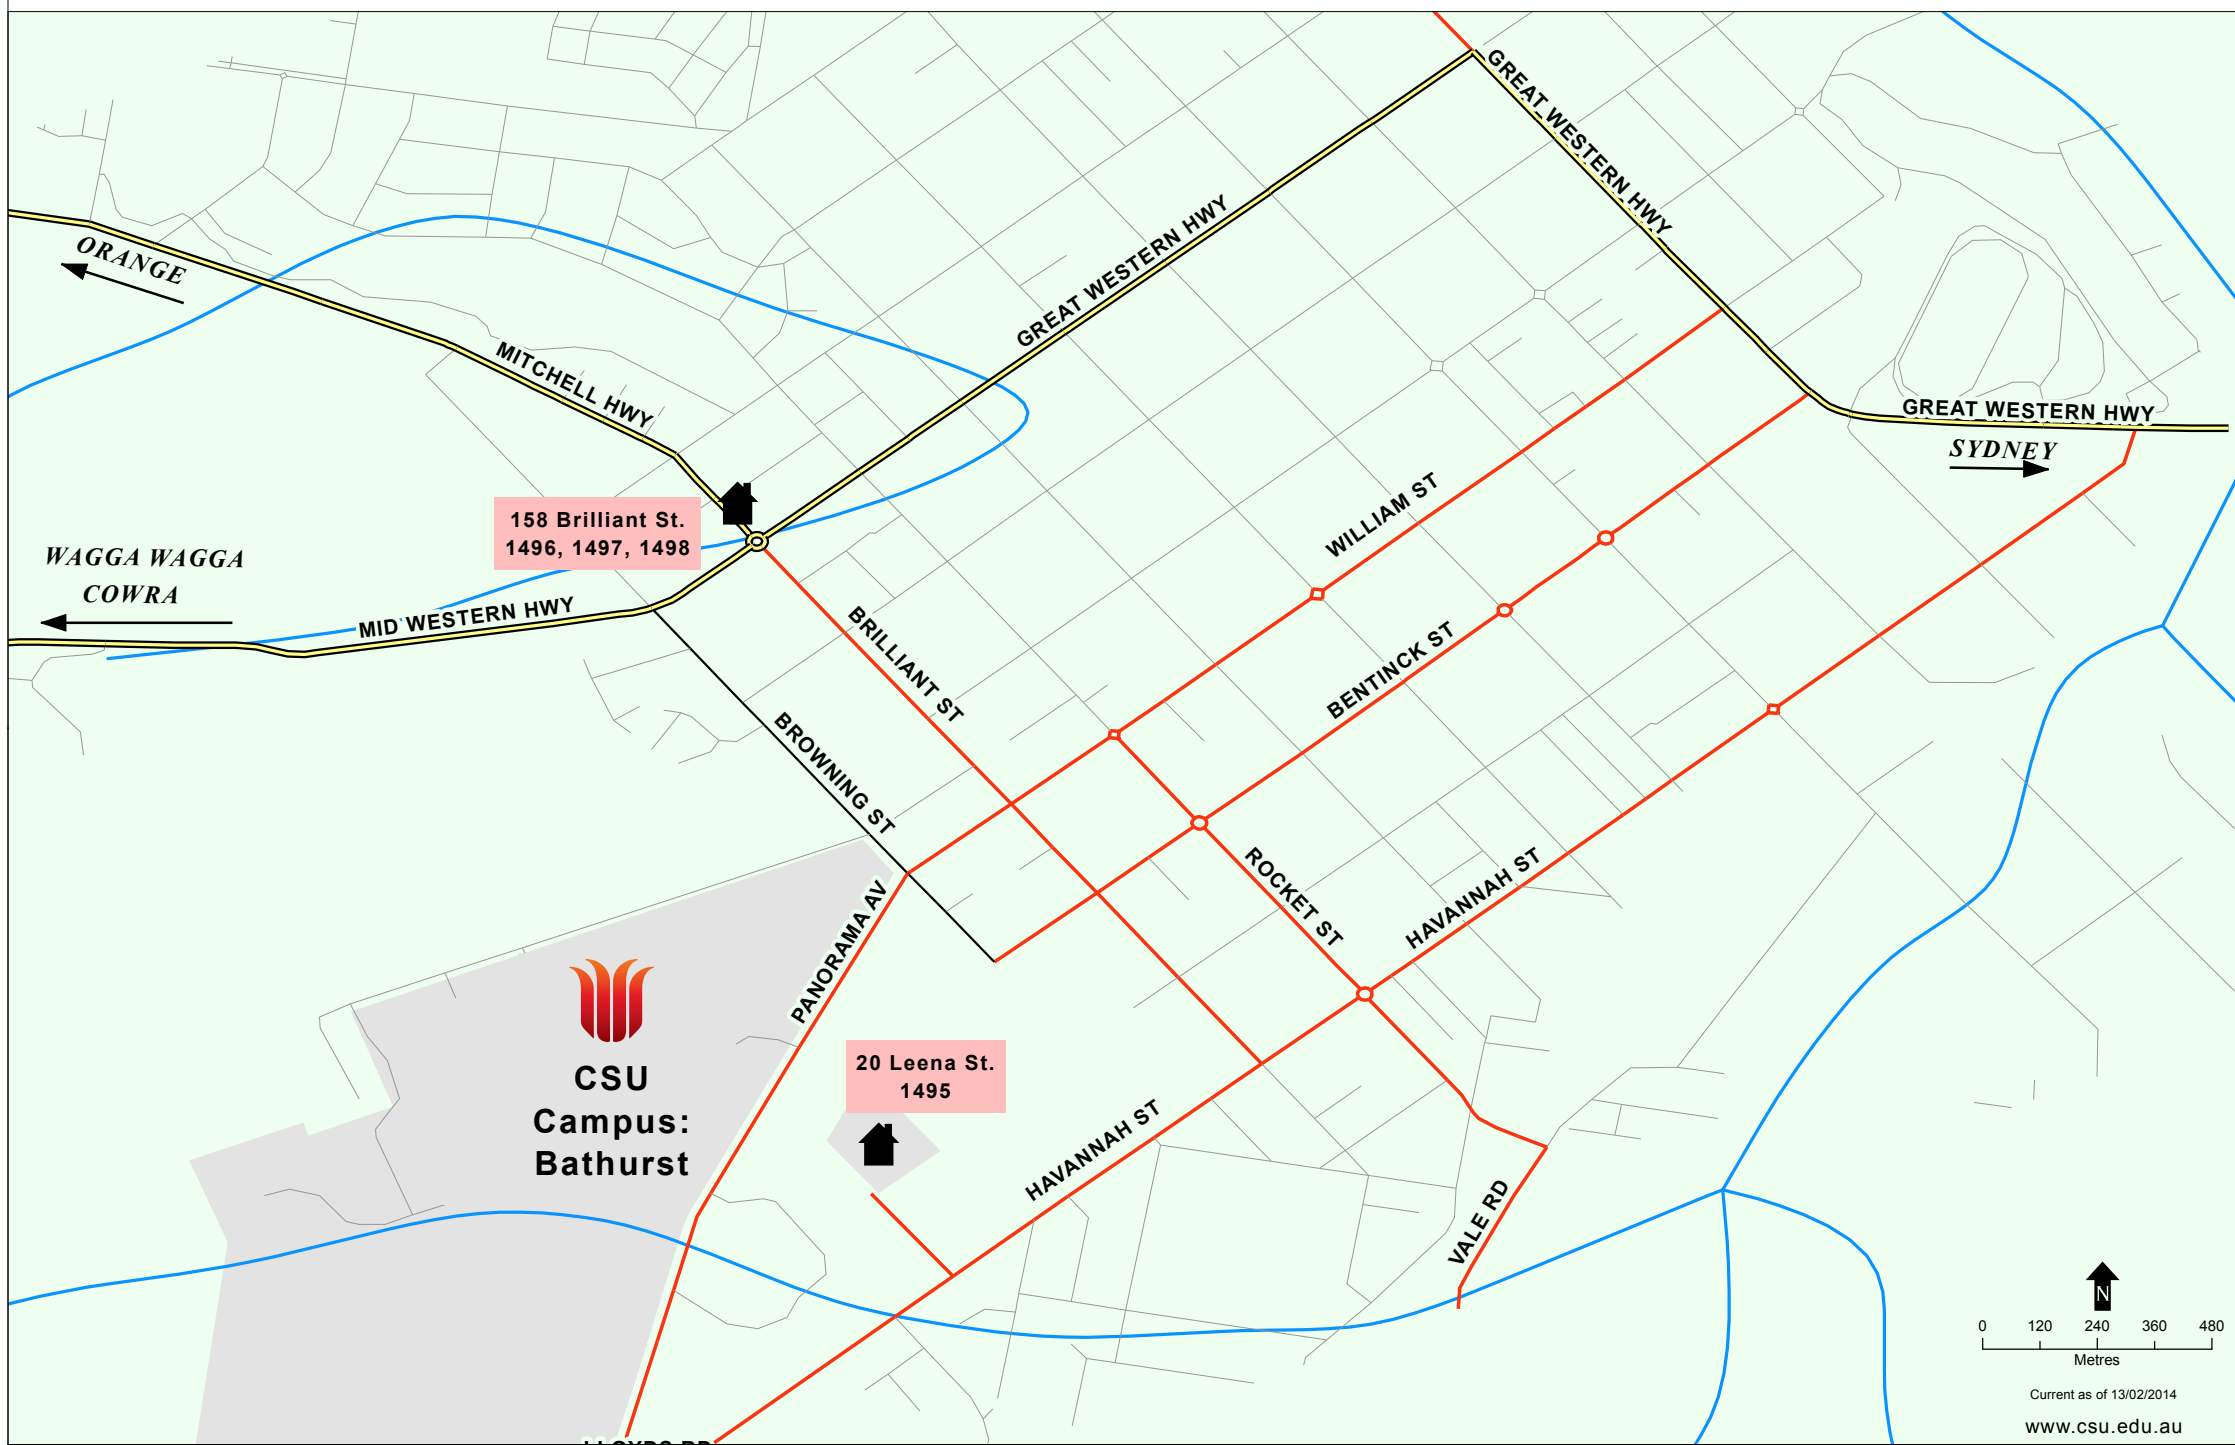 GREAT WESTERN HWY
GREAT WESTERN HWY
ORANGE
MITCHELL HWY
GREAT WESTERN HWY
SYDNEY
WILLIAM ST
158 Brilliant St.
1496, 1497, 1498
WAGGA WAGGA
COWRA
MID WESTERN HWY
BRILLIANT ST
BENTINCK ST
BROWNING ST
ROCKET ST
HAVANNAH ST
PANORAMA AV
CSU
Campus:
Bathurst
20 Leena St.
1495
HAVANNAH ST
VALE RD
N
0 120 240 360 480
Metres
Current as of 13/02/2014
www.csu.edu.au